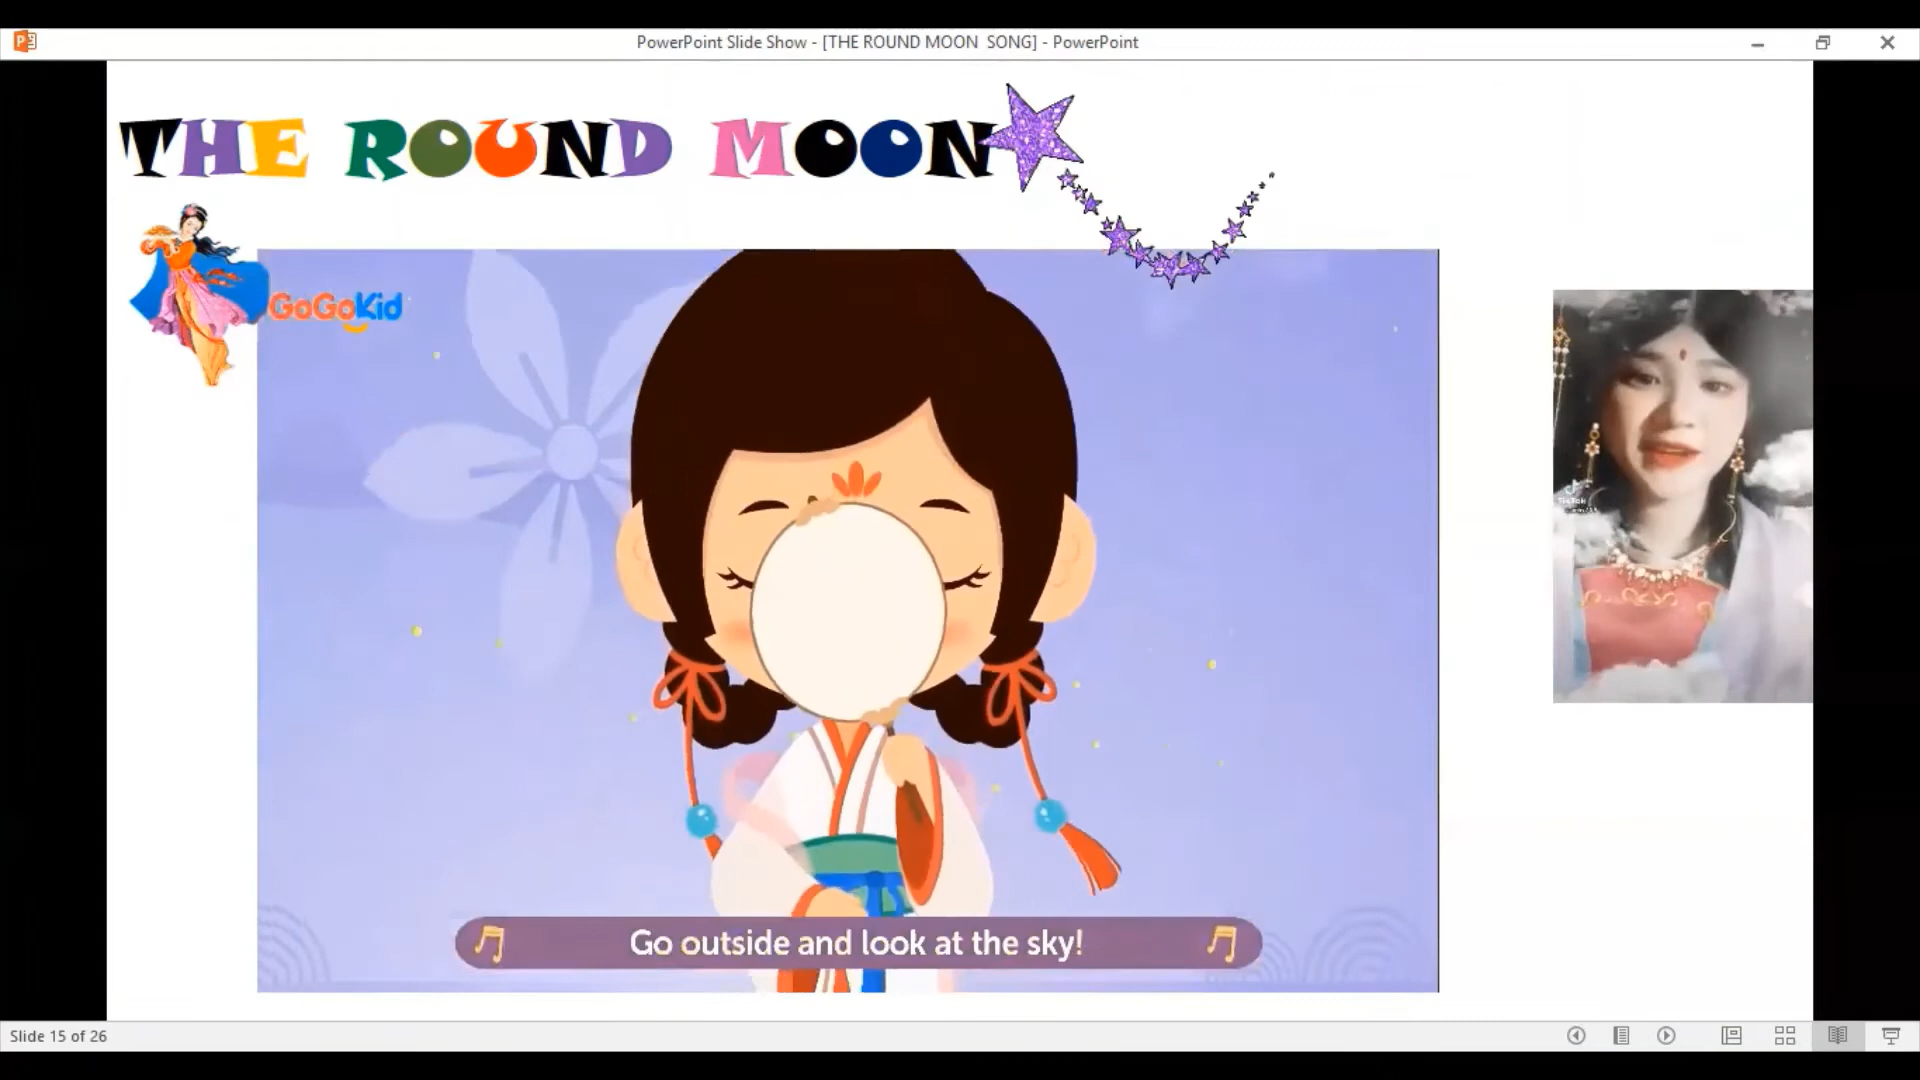 PowerPoint Slide Show - [THE ROUND MOON  SONG] - PowerPoint
THE ROUND MOON
GoGoKid
TikTok
Go outside and look at the sky!
Slide 15 of 26